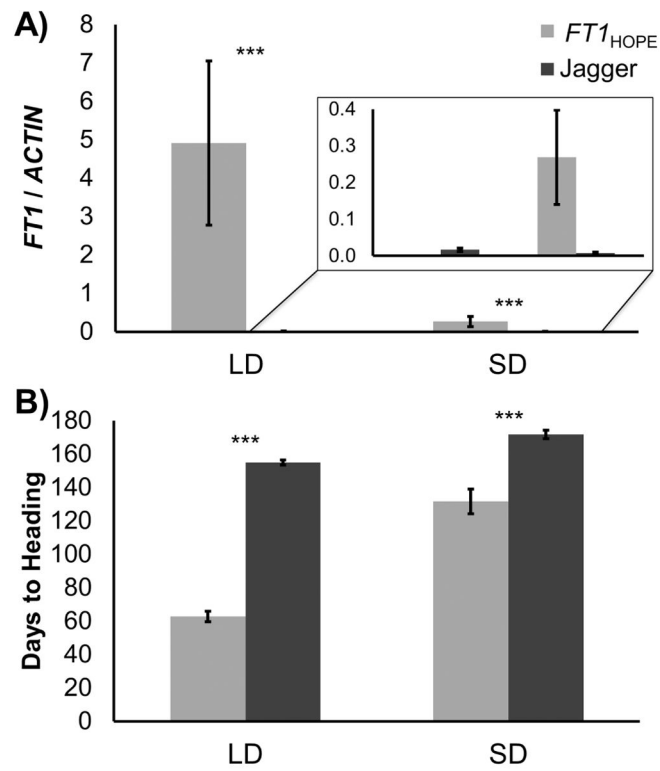 A)
FT1 / ACTIN
8
7
6
5
4
3
2
1
0
***
FT1HOPE
Jagger
0.4
0.3
0.2
0.1
0.0
***
LD
SD
B)
Days to Heading
180
160
140
120
100
80
60
40
20
0
***
***
LD
SD